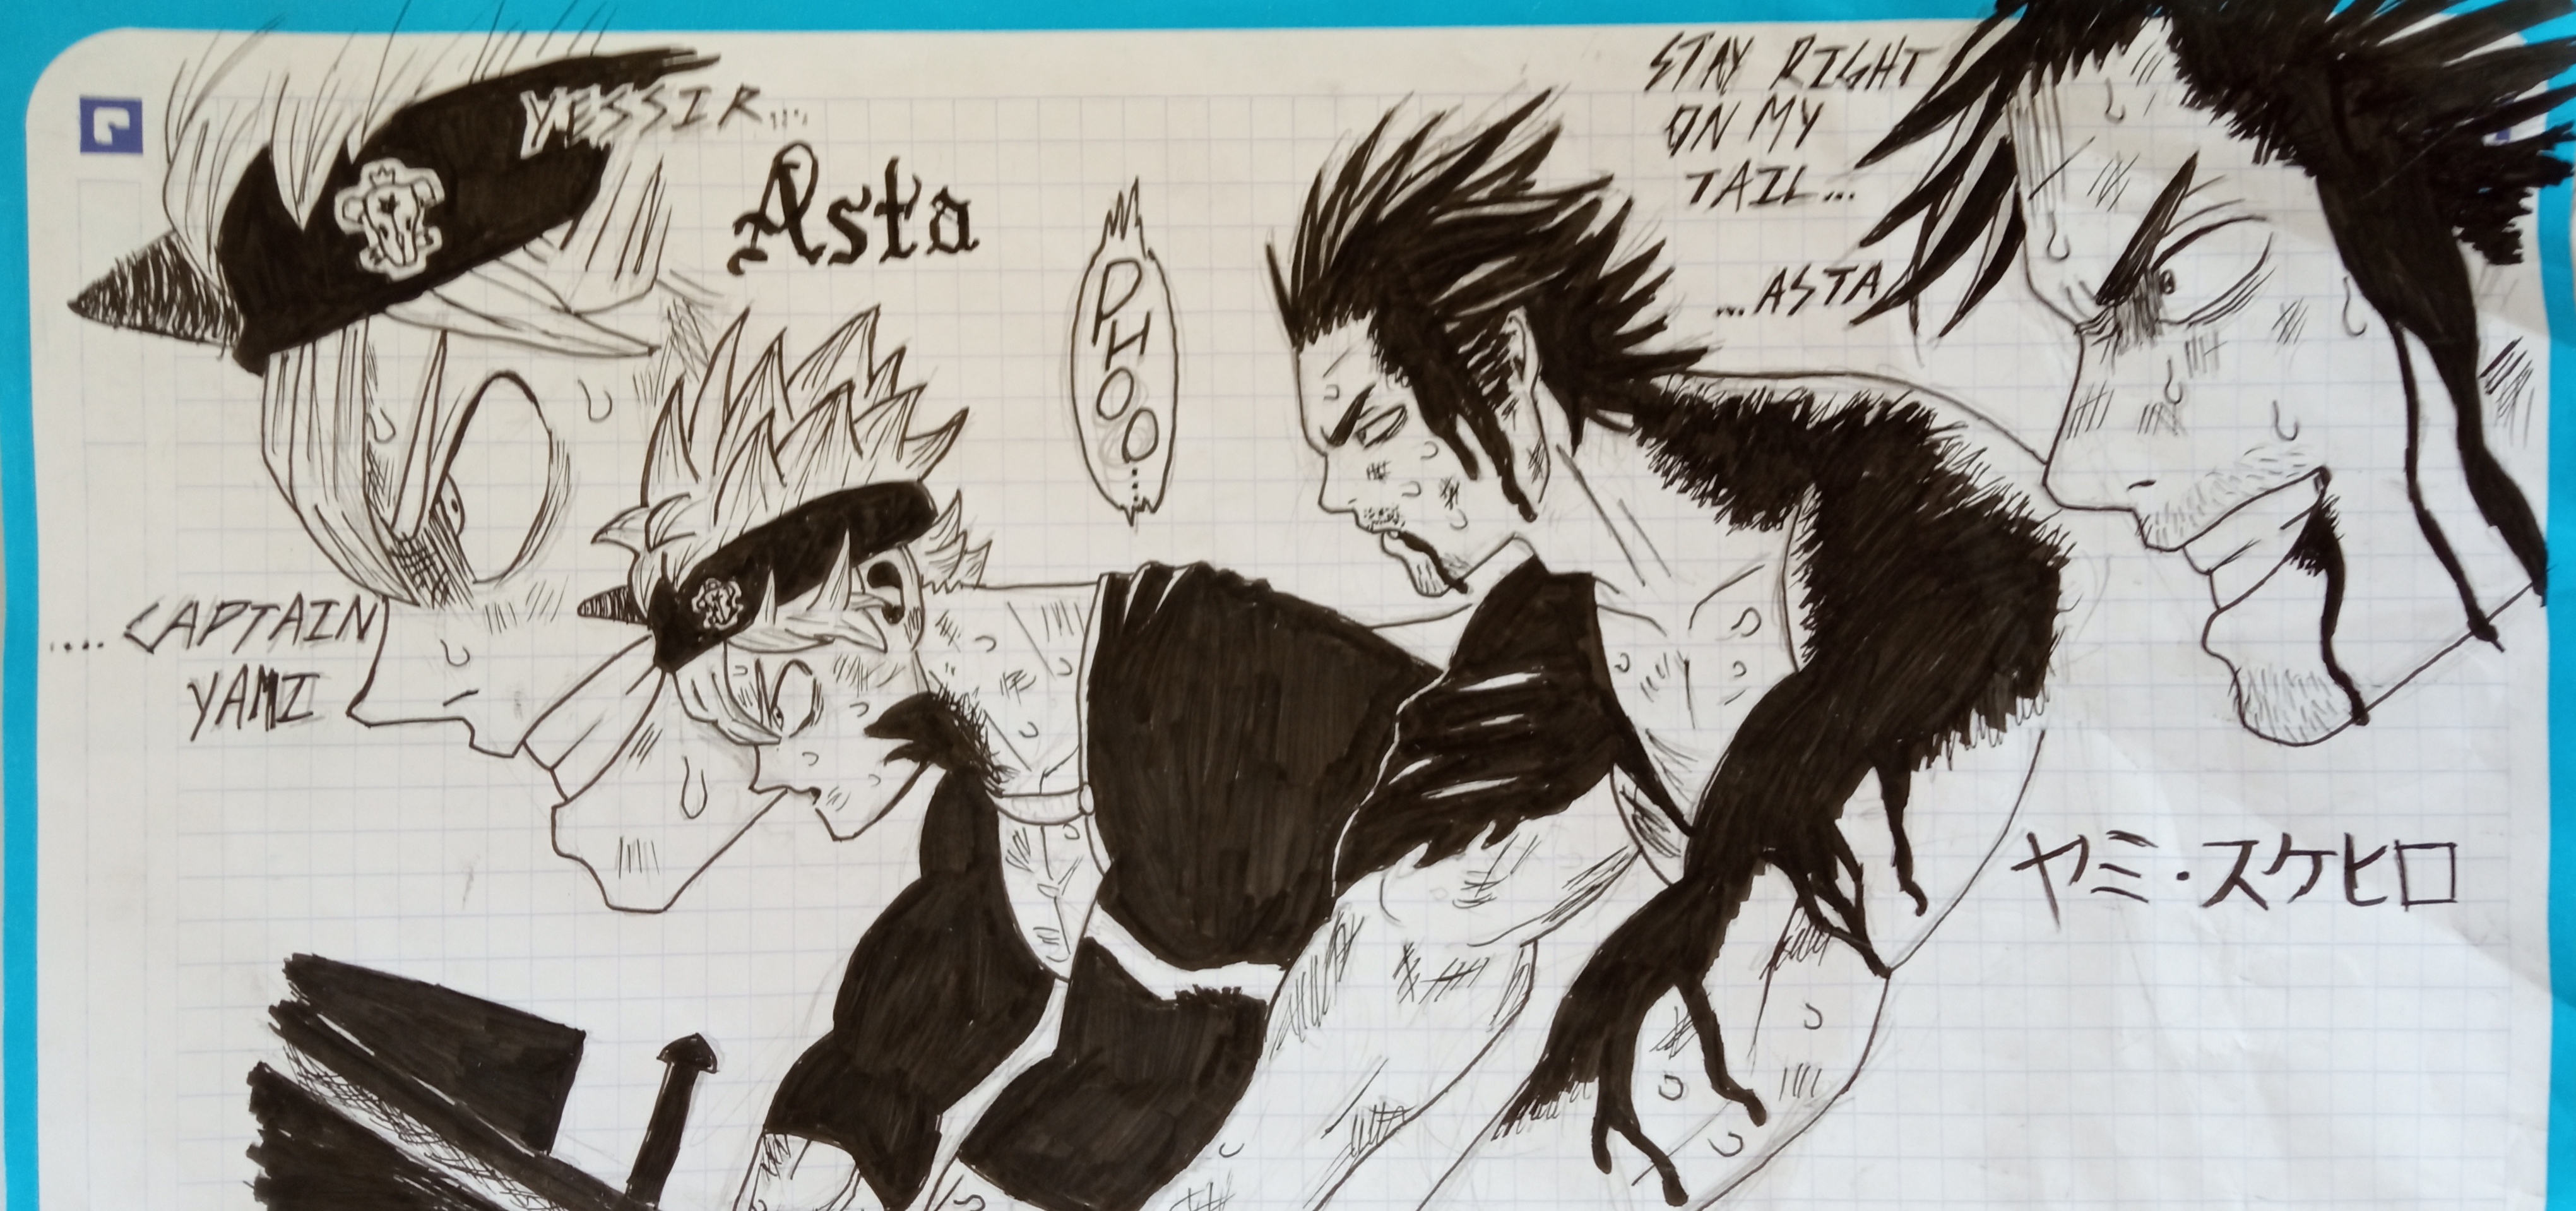 YESSIR....
Asta
PHOO...
STAY RIGHT
ON MY
TAIL...
...ASTA
....CAPTAIN
YAMI
ヤミ・スケヒロ